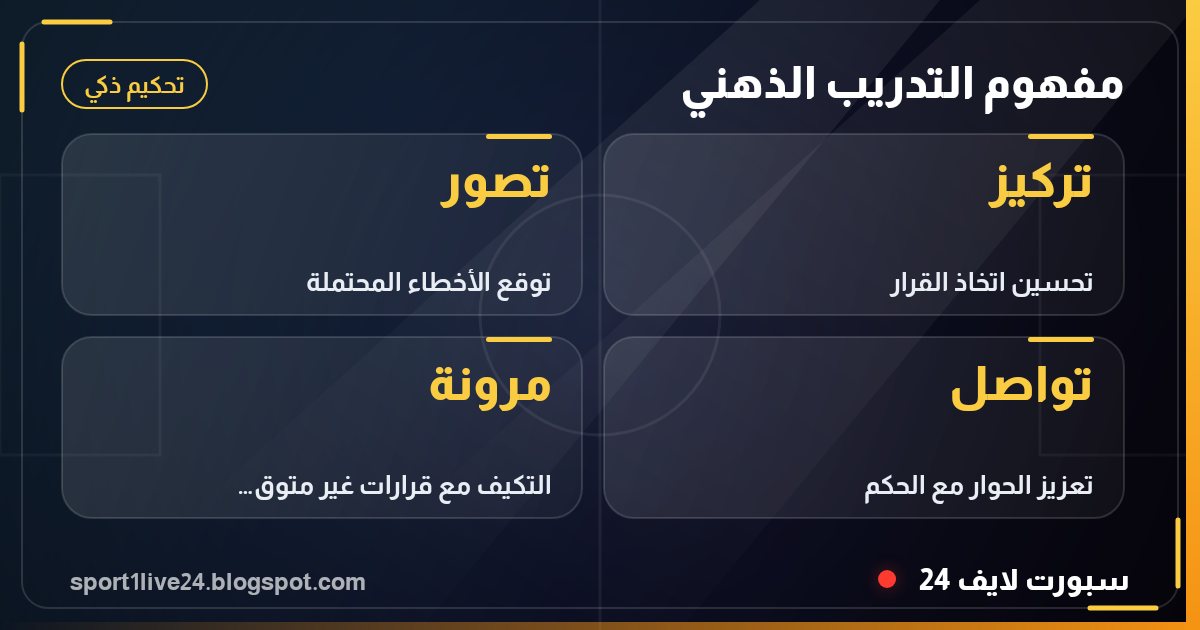 مفهوم التدريب الذهني
تحكيم ذكي
تركيز
تحسين اتخاذ القرار
تصور
توقع الأخطاء المحتملة
تواصل
تعزيز الحوار مع الحكم
مرونة
التكيف مع قرارات غير متوق...
سبورت لايف 24
sport1live24.blogspot.com